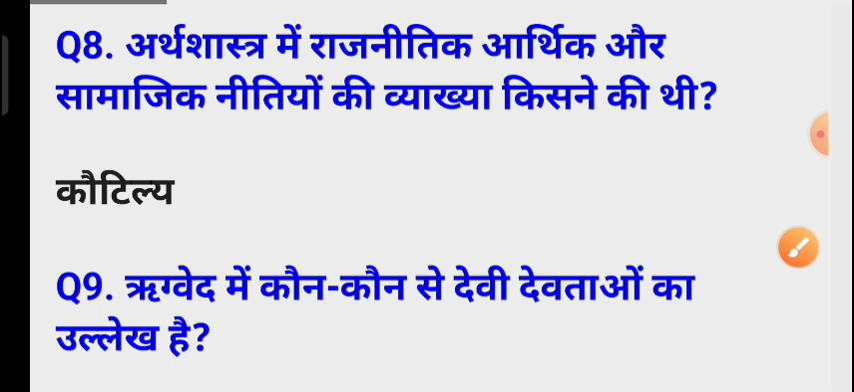 Q8. अर्थशास्त्र में राजनीतिक आर्थिक और
सामाजिक नीतियों की व्याख्या किसने की थी?
कौटिल्य
Q9. ऋग्वेद में कौन-कौन से देवी देवताओं का
उल्लेख है?